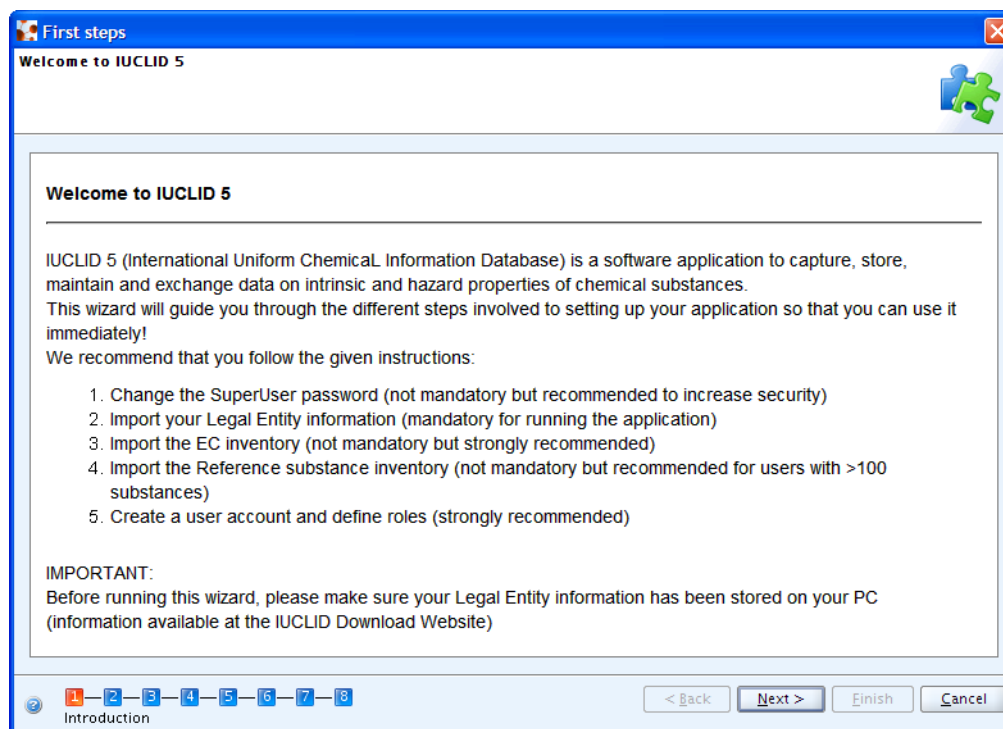 First steps
Welcome to IUCLID 5
Welcome to IUCLID 5
IUCLID 5 (International Uniform ChemicaL Information Database) is a software application to capture, store,
maintain and exchange data on intrinsic and hazard properties of chemical substances.
This wizard will guide you through the different steps involved to setting up your application so that you can use it
immediately!
We recommend that you follow the given instructions:
1. Change the SuperUser password (not mandatory but recommended to increase security)
2. Import your Legal Entity information (mandatory for running the application)
3. Import the EC inventory (not mandatory but strongly recommended)
4. Import the Reference substance inventory (not mandatory but recommended for users with >100
substances)
5. Create a user account and define roles (strongly recommended)
IMPORTANT:
Before running this wizard, please make sure your Legal Entity information has been stored on your PC
(information available at the IUCLID Download Website)
1 2 3 4 5 6 7 8
Introduction
< Back Next > Finish Cancel